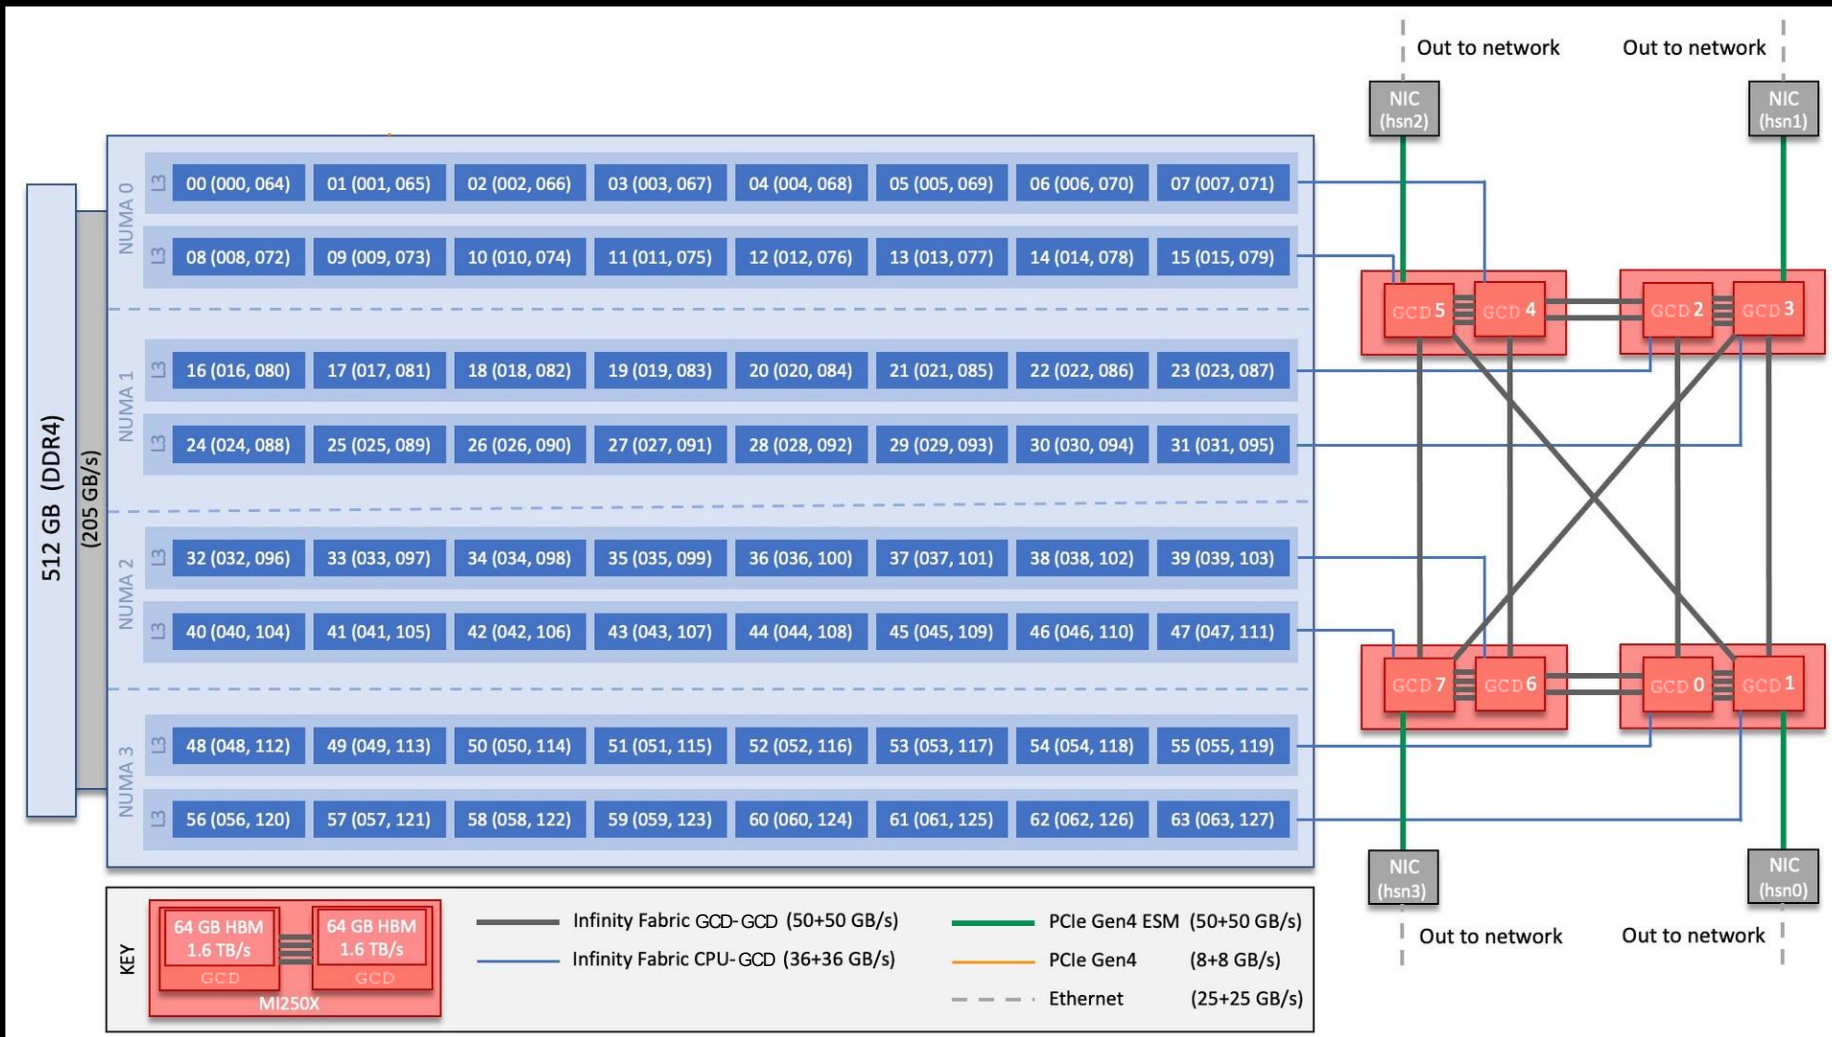 Out to network
Out to network
NIC
(hsn2)
NIC
(hsn1)
512 GB (DDR4)
(205 GB/s)
NUMA 0
L3
00 (000, 064)
01 (001, 065)
02 (002, 066)
03 (003, 067)
04 (004, 068)
05 (005, 069)
06 (006, 070)
07 (007, 071)
L3
08 (008, 072)
09 (009, 073)
10 (010, 074)
11 (011, 075)
12 (012, 076)
13 (013, 077)
14 (014, 078)
15 (015, 079)
NUMA 1
L3
16 (016, 080)
17 (017, 081)
18 (018, 082)
19 (019, 083)
20 (020, 084)
21 (021, 085)
22 (022, 086)
23 (023, 087)
L3
24 (024, 088)
25 (025, 089)
26 (026, 090)
27 (027, 091)
28 (028, 092)
29 (029, 093)
30 (030, 094)
31 (031, 095)
NUMA 2
L3
32 (032, 096)
33 (033, 097)
34 (034, 098)
35 (035, 099)
36 (036, 100)
37 (037, 101)
38 (038, 102)
39 (039, 103)
L3
40 (040, 104)
41 (041, 105)
42 (042, 106)
43 (043, 107)
44 (044, 108)
45 (045, 109)
46 (046, 110)
47 (047, 111)
NUMA 3
L3
48 (048, 112)
49 (049, 113)
50 (050, 114)
51 (051, 115)
52 (052, 116)
53 (053, 117)
54 (054, 118)
55 (055, 119)
L3
56 (056, 120)
57 (057, 121)
58 (058, 122)
59 (059, 123)
60 (060, 124)
61 (061, 125)
62 (062, 126)
63 (063, 127)
GCD 5
GCD 4
GCD 2
GCD 3
GCD 7
GCD 6
GCD 0
GCD 1
NIC
(hsn3)
NIC
(hsn0)
Out to network
Out to network
KEY
64 GB HBM
1.6 TB/s
GCD
64 GB HBM
1.6 TB/s
GCD
MI250X
Infinity Fabric GCD-GCD (50+50 GB/s)
Infinity Fabric CPU-GCD (36+36 GB/s)
PCIe Gen4 ESM (50+50 GB/s)
PCIe Gen4 (8+8 GB/s)
Ethernet (25+25 GB/s)